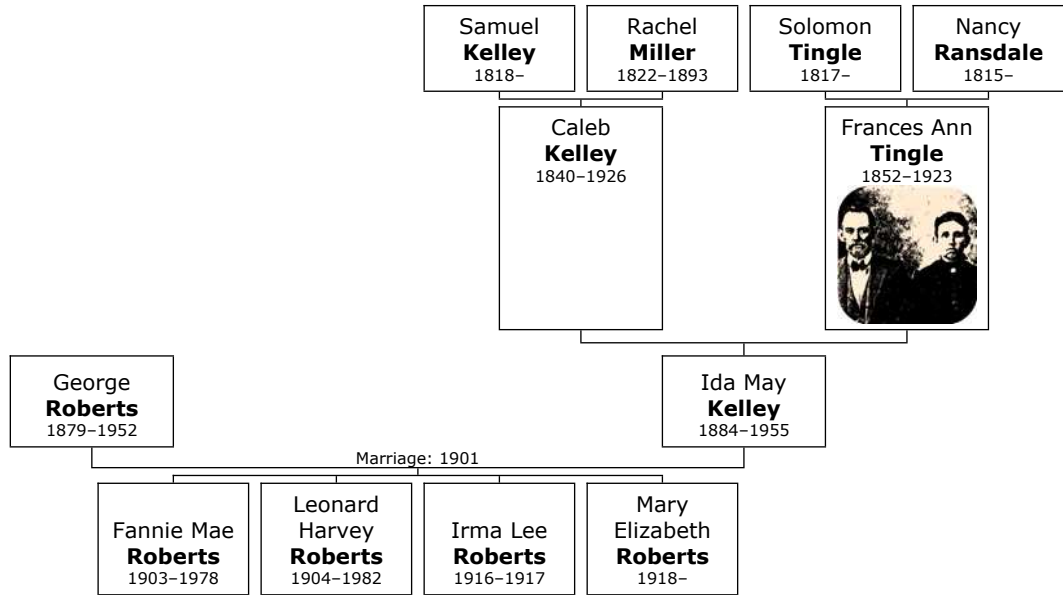 Samuel
Kelley
1818–
Rachel
Miller
1822–1893
Solomon
Tingle
1817–
Nancy
Ransdale
1815–
Caleb
Kelley
1840–1926
Frances Ann
Tingle
1852–1923
George
Roberts
1879–1952
Ida May
Kelley
1884–1955
Marriage: 1901
Fannie Mae
Roberts
1903–1978
Leonard
Harvey
Roberts
1904–1982
Irma Lee
Roberts
1916–1917
Mary
Elizabeth
Roberts
1918–